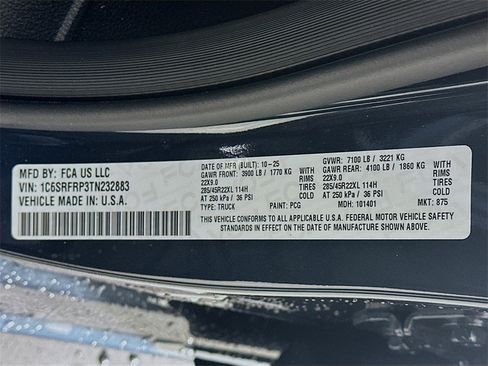 MFD BY: FCA US LLC
VIN: 1C6SRFRP3TN232883
VEHICLE MADE IN: U.S.A.
DATE OF MFR (BUILT): 10-25
GAWR FRONT: 3900 LB / 1770 KG
WITH
22X9.0
RIMS
TIRES
285/45R22XL 114H
AT 250 kPa / 36 PSI
TYPE: TRUCK
PAINT: PCG
GVWR: 7100 LB / 3221 KG
GAWR REAR: 4100 LB / 1860 KG
WITH
22X9.0
RIMS
TIRES
285/45R22XL 114H
AT 250 kPa / 36 PSI
MDH: 101401
MKT: 875
THIS VEHICLE CONFORMS TO ALL APPLICABLE U.S.A. FEDERAL MOTOR VEHICLE SAFETY
STANDARDS IN EFFECT ON THE DATE OF MANUFACTURE SHOWN ABOVE